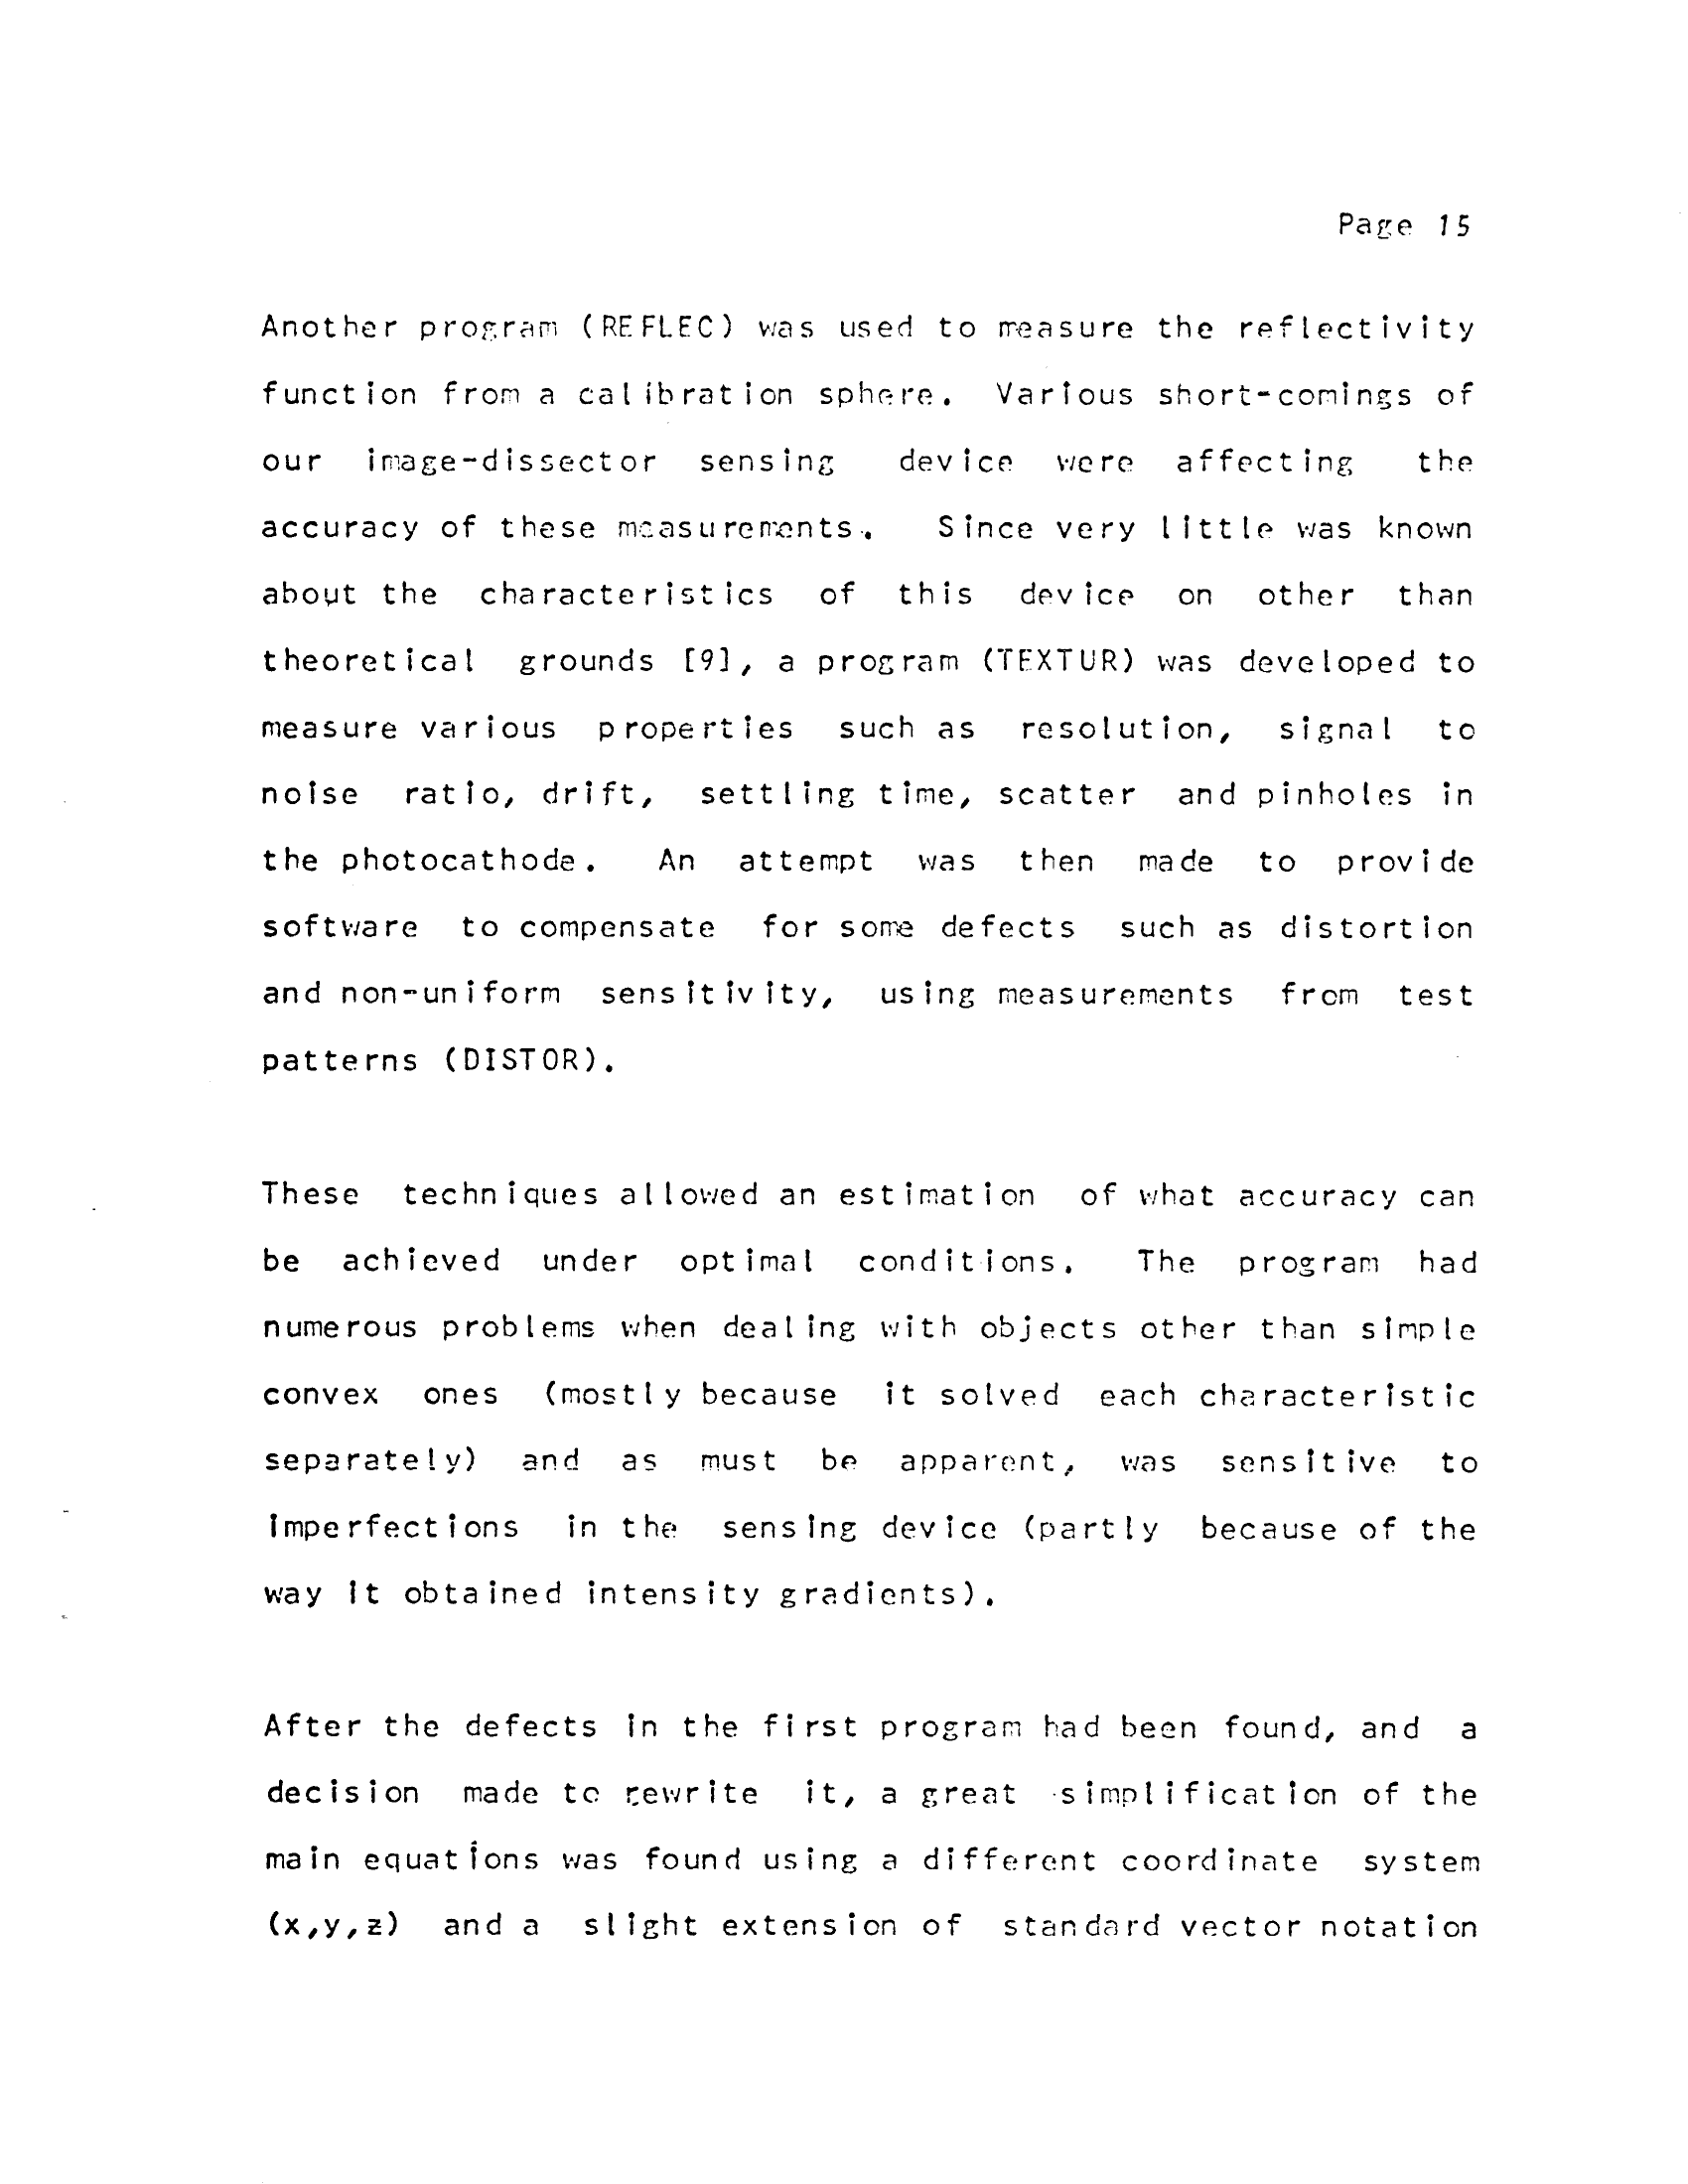 Page 15
Another program (REFLEC) was used to measure the reflectivity
function from a calibration sphere. Various short-comings of
our image-dissector sensing device were affecting the
accuracy of these measurements. Since very little was known
about the characteristics of this device on other than
theoretical grounds [9], a program (TEXTUR) was developed to
measure various properties such as resolution, signal to
noise ratio, drift, settling time, scatter and pinholes in
the photocathode. An attempt was then made to provide
software to compensate for some defects such as distortion
and non-uniform sensitivity, using measurements from test
patterns (DISTOR).
These techniques allowed an estimation of what accuracy can
be achieved under optimal conditions. The program had
numerous problems when dealing with objects other than simple
convex ones (mostly because it solved each characteristic
separately) and as must be apparent, was sensitive to
imperfections in the sensing device (partly because of the
way it obtained intensity gradients).
After the defects in the first program had been found, and a
decision made to rewrite it, a great simplification of the
main equations was found using a different coordinate system
(x,y,z) and a slight extension of standard vector notation